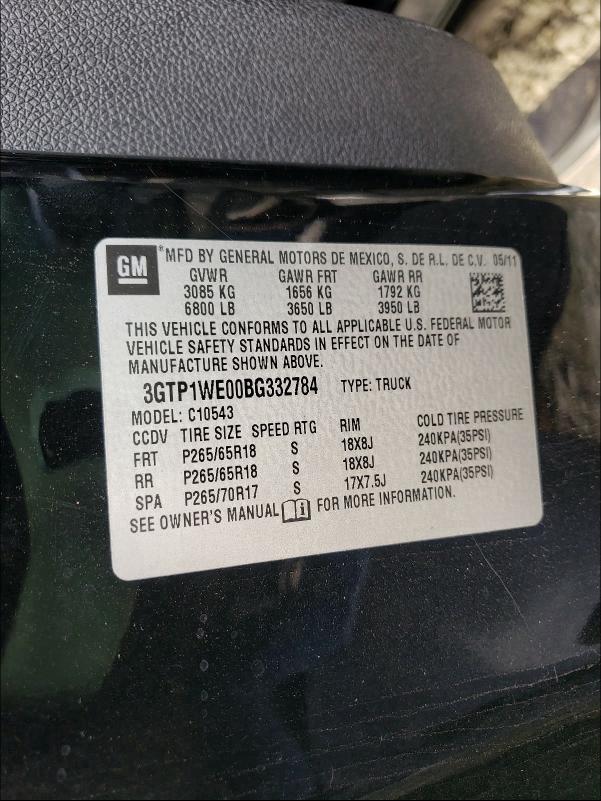 GM
*MFD BY GENERAL MOTORS DE MEXICO, S. DE R.L. DE C.V. 05/11
GVWR GAWR FRT GAWR RR
3085 KG 1656 KG 1792 KG
6800 LB 3650 LB 3950 LB
THIS VEHICLE CONFORMS TO ALL APPLICABLE U.S. FEDERAL MOTOR
VEHICLE SAFETY STANDARDS IN EFFECT ON THE DATE OF
MANUFACTURE SHOWN ABOVE.
3GTP1WE00BG332784 TYPE: TRUCK
MODEL: C10543
CCDV TIRE SIZE SPEED RTG RIM COLD TIRE PRESSURE
FRT P265/65R18 S 18X8J 240KPA(35PSI)
RR P265/65R18 S 18X8J 240KPA(35PSI)
SPA P265/70R17 S 17X7.5J 240KPA(35PSI)
SEE OWNER'S MANUAL FOR MORE INFORMATION.